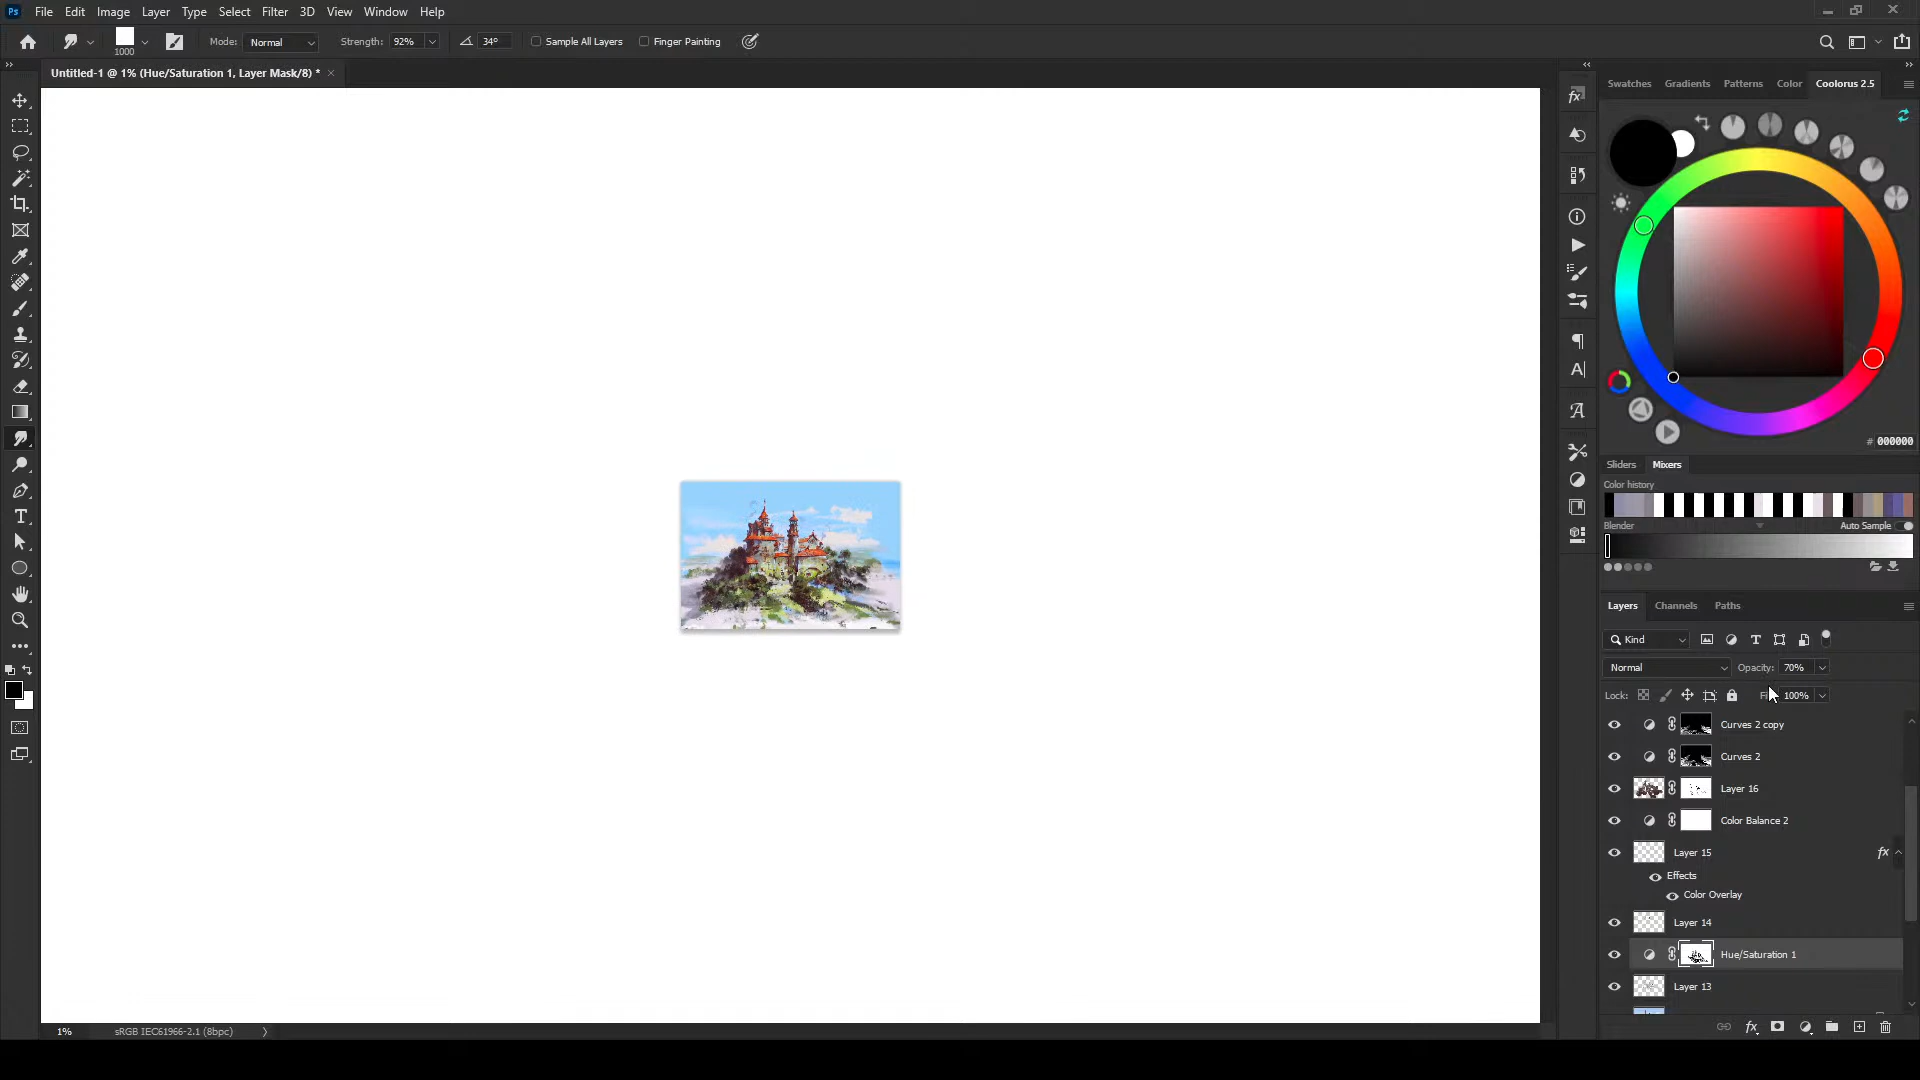 Ps File Edit Image Layer Type Select Filter 3D View Window Help
1000 Mode: Normal Strength: 92% 34° Sample All Layers Finger Painting
Untitled-1 @ 1% (Hue/Saturation 1, Layer Mask/8) * ×
Swatches Gradients Patterns Color Coolorus 2.5
# 000000
Sliders Mixers
Color history
Blender Auto Sample
Layers Channels Paths
Kind
Normal Opacity: 70%
Lock: 100%
Curves 2 copy
Curves 2
Layer 16
Color Balance 2
Layer 15 fx
Effects
Color Overlay
Layer 14
Hue/Saturation 1
Layer 13
1% sRGB IEC61966-2.1 (8bpc)